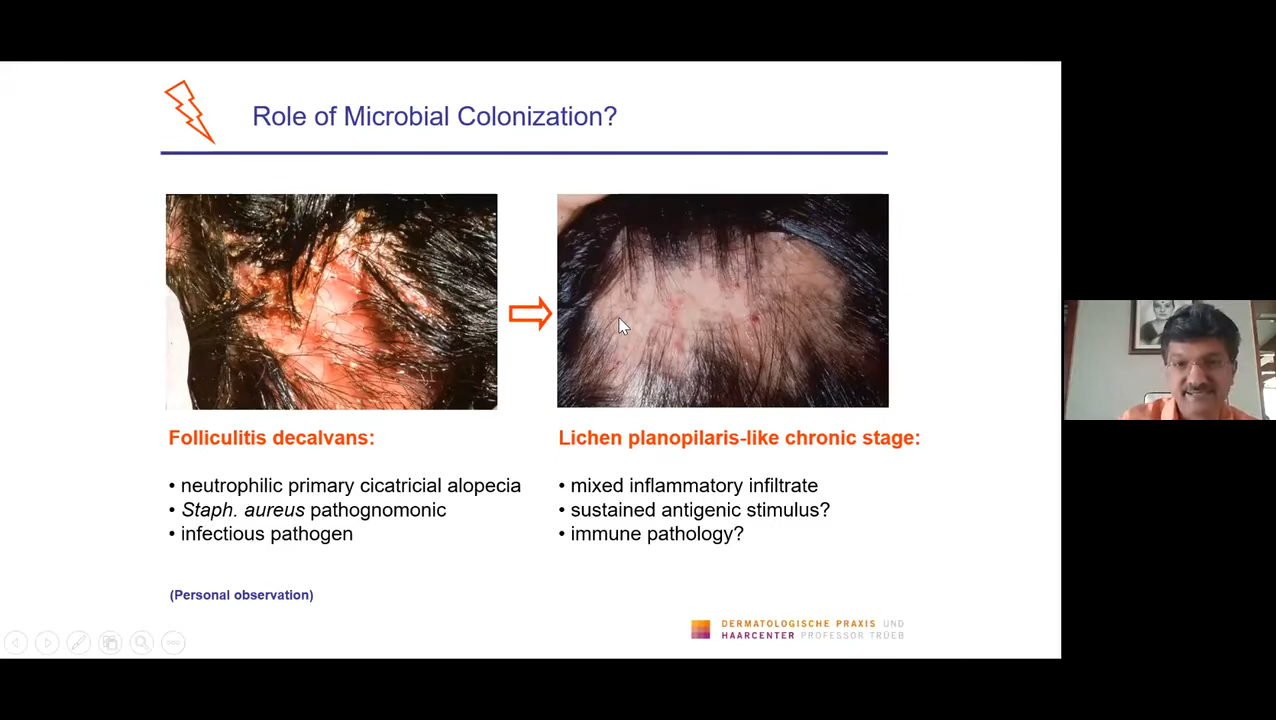 Role of Microbial Colonization?
Folliculitis decalvans:
• neutrophilic primary cicatricial alopecia
• Staph. aureus pathognomonic
• infectious pathogen
Lichen planopilaris-like chronic stage:
• mixed inflammatory infiltrate
• sustained antigenic stimulus?
• immune pathology?
(Personal observation)
DERMATOLOGISCHE PRAXIS UND
HAARCENTER PROFESSOR TRÜEB